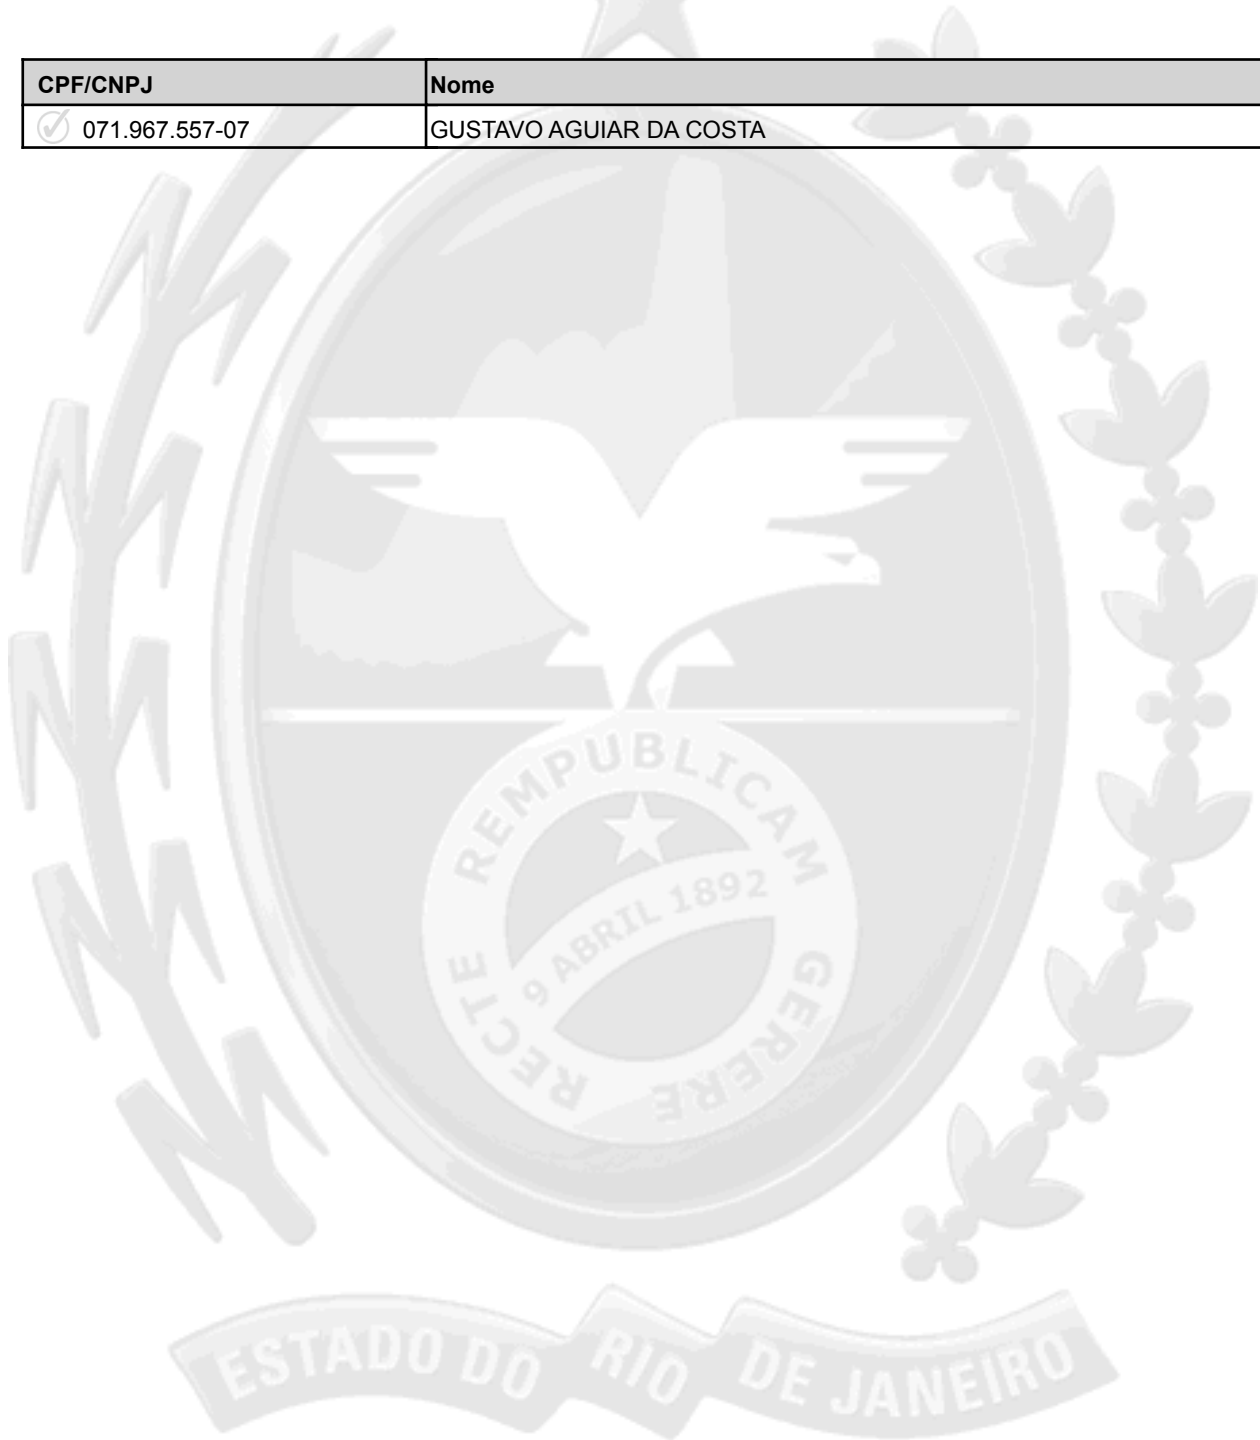 CPF/CNPJ Nome
071.967.557-07 GUSTAVO AGUIAR DA COSTA
REMPUBLICAM
9 ABRIL 1892
RECTE GERERE
ESTADO DO RIO DE JANEIRO